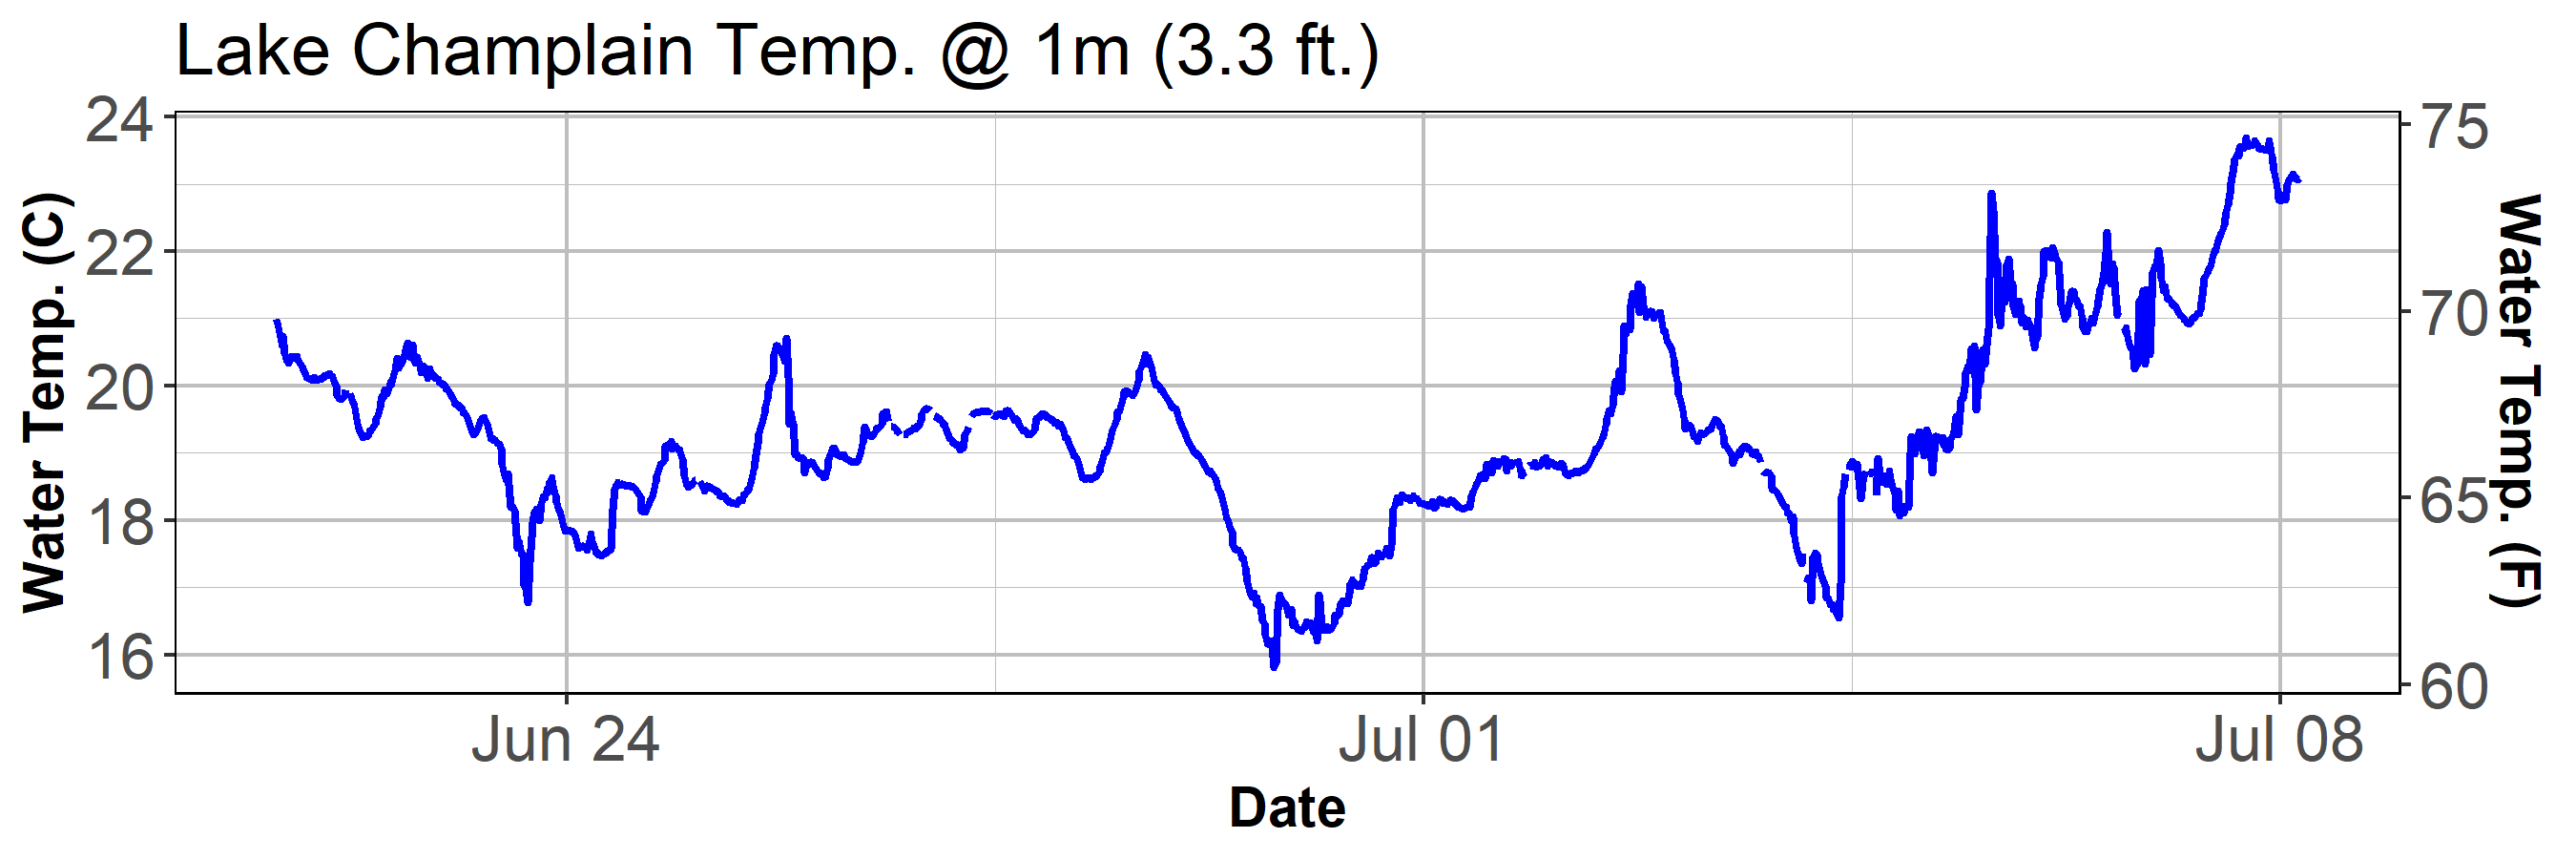 Lake Champlain Temp. @ 1m (3.3 ft.)
Water Temp. (C)
24
22
20
18
16
75
70
65
60
Water Temp. (F)
Jun 24
Jul 01
Jul 08
Date